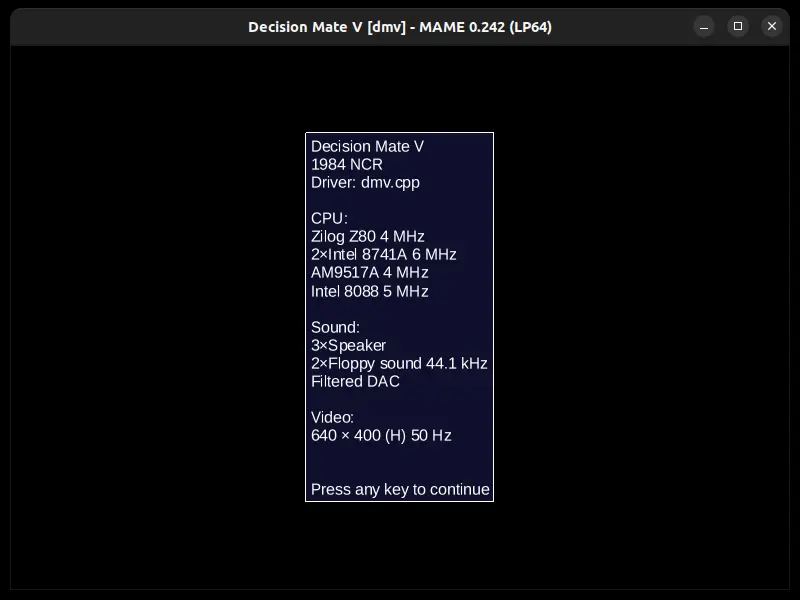 Decision Mate V [dmv] - MAME 0.242 (LP64)
Decision Mate V
1984 NCR
Driver: dmv.cpp
CPU:
Zilog Z80 4 MHz
2×Intel 8741A 6 MHz
AM9517A 4 MHz
Intel 8088 5 MHz
Sound:
3×Speaker
2×Floppy sound 44.1 kHz
Filtered DAC
Video:
640 × 400 (H) 50 Hz
Press any key to continue